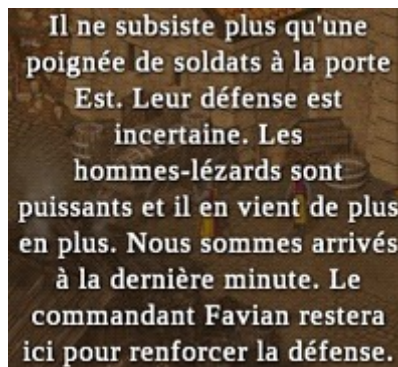 Il ne subsiste plus qu'une
poignée de soldats à la porte
Est. Leur défense est
incertaine. Les
hommes-lézards sont
puissants et il en vient de plus
en plus. Nous sommes arrivés
à la dernière minute. Le
commandant Favian restera
ici pour renforcer la défense.